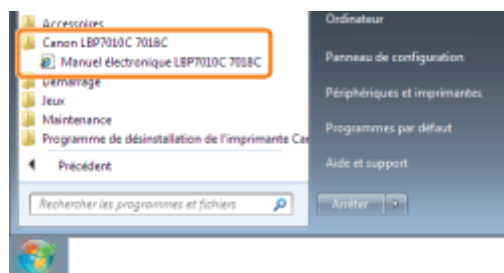 Accessoires
Canon LBP7010C 7018C
Manuel électronique LBP7010C 7018C
Démarrage
Jeux
Maintenance
Programme de désinstallation de l'imprimante Car
Précédent
Rechercher les programmes et fichiers
Ordinateur
Panneau de configuration
Périphériques et imprimantes
Programmes par défaut
Aide et support
Arrêter